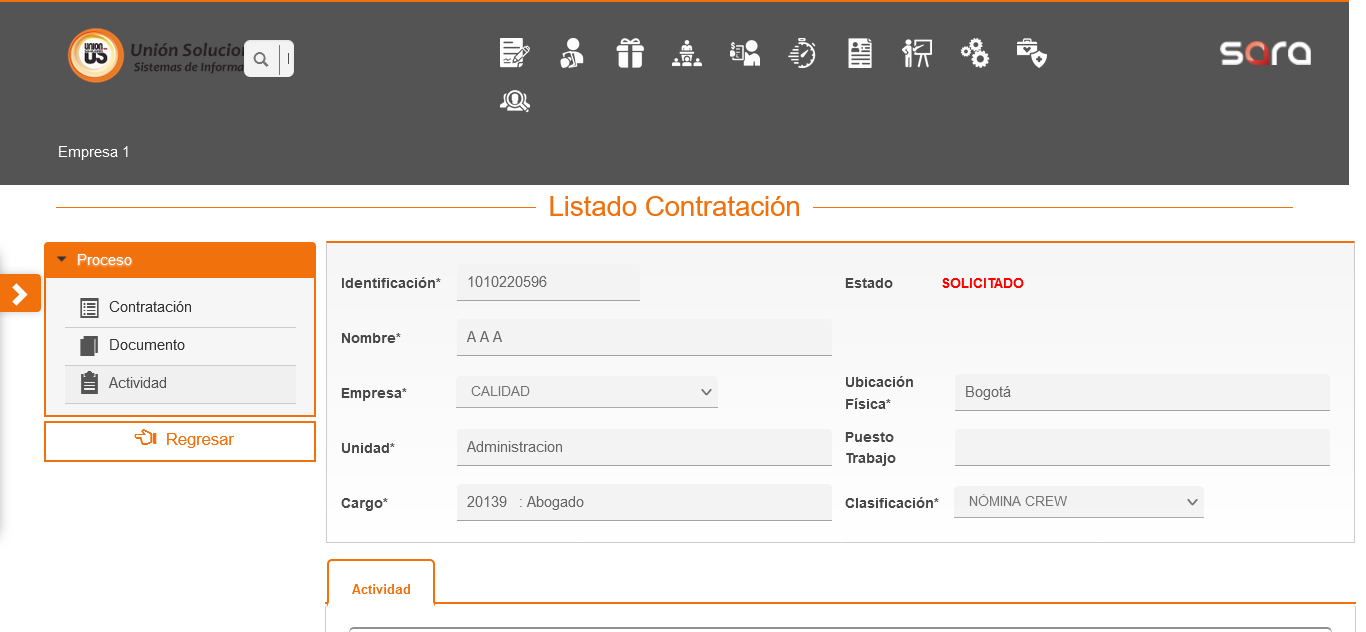 UNION
US
Unión Solucio
Sistemas de Informa
sara
Empresa 1
Listado Contratación
Proceso
Contratación
Documento
Actividad
Regresar
Identificación* 1010220596 Estado SOLICITADO
Nombre* A A A
Empresa* CALIDAD Ubicación Física* Bogotá
Unidad* Administracion Puesto Trabajo
Cargo* 20139 : Abogado Clasificación* NÓMINA CREW
Actividad